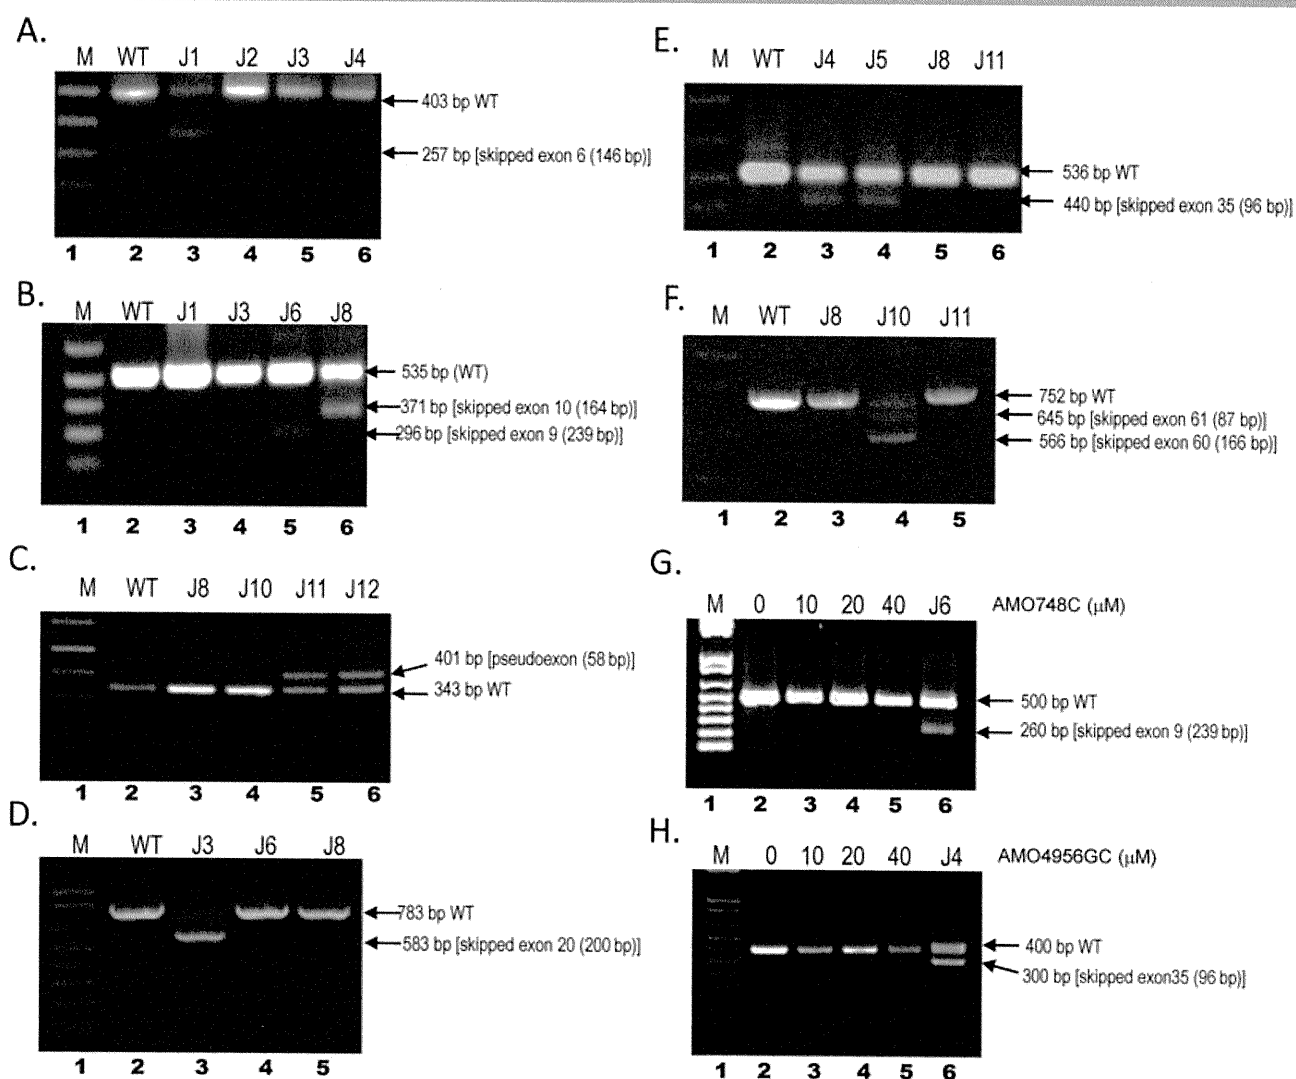 A.
M WT J1 J2 J3 J4
403 bp WT
257 bp [skipped exon 6 (146 bp)]
1 2 3 4 5 6
B.
M WT J1 J3 J6 J8
535 bp (WT)
371 bp [skipped exon 10 (164 bp)]
296 bp [skipped exon 9 (239 bp)]
1 2 3 4 5 6
C.
M WT J8 J10 J11 J12
401 bp [pseudoexon (58 bp)]
343 bp WT
1 2 3 4 5 6
D.
M WT J3 J6 J8
783 bp WT
583 bp [skipped exon 20 (200 bp)]
1 2 3 4 5
E.
M WT J4 J5 J8 J11
536 bp WT
440 bp [skipped exon 35 (96 bp)]
1 2 3 4 5 6
F.
M WT J8 J10 J11
752 bp WT
645 bp [skipped exon 61 (87 bp)]
566 bp [skipped exon 60 (166 bp)]
1 2 3 4 5
G.
M 0 10 20 40 J6 AMO748C (µM)
500 bp WT
260 bp [skipped exon 9 (239 bp)]
1 2 3 4 5 6
H.
M 0 10 20 40 J4 AMO4956GC (µM)
400 bp WT
300 bp [skipped exon35 (96 bp)]
1 2 3 4 5 6